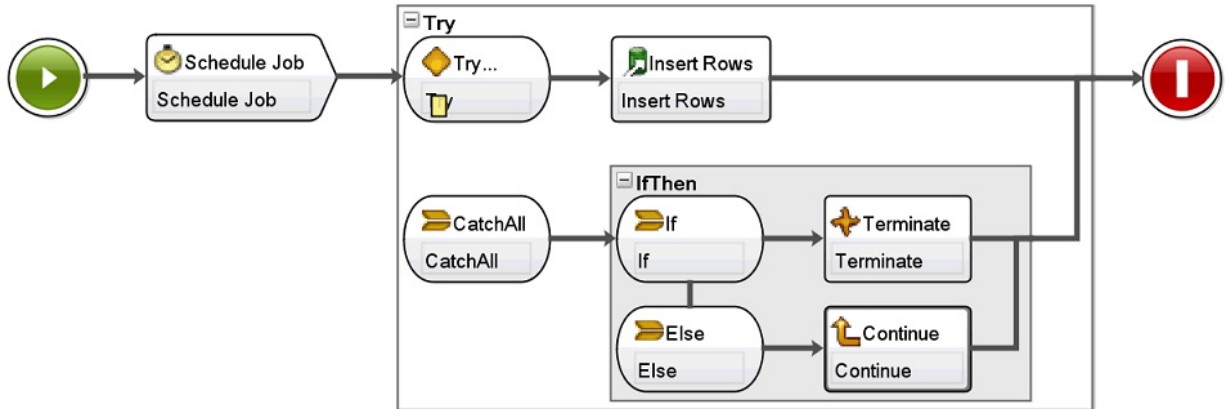 Try
Schedule Job
Schedule Job
Try...
Try
Insert Rows
Insert Rows
IfThen
CatchAll
CatchAll
If
If
Terminate
Terminate
Else
Else
Continue
Continue